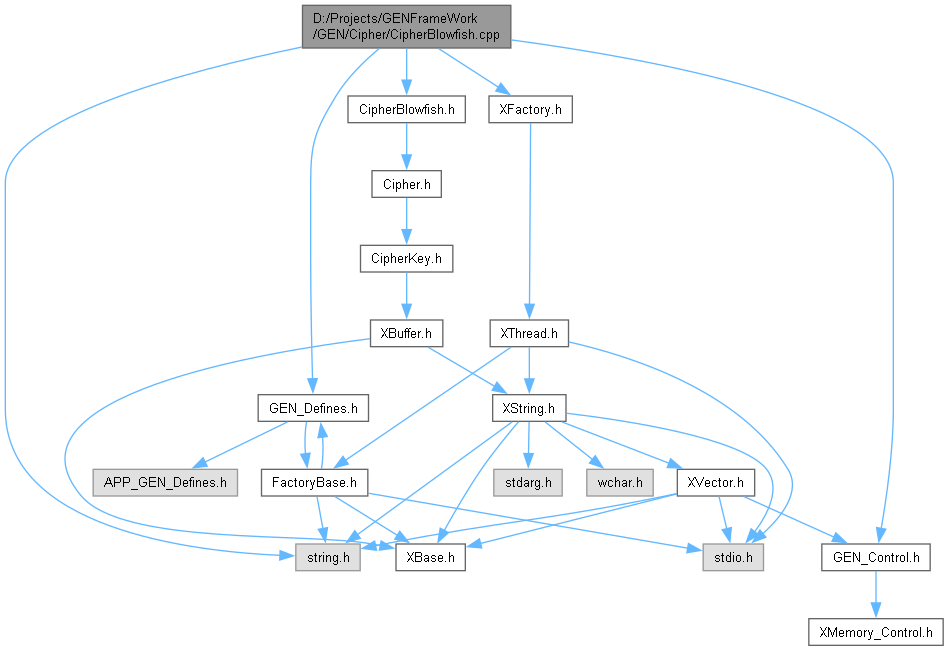 D:/Projects/GENFrameWork
/GEN/Cipher/CipherBlowfish.cpp
CipherBlowfish.h
XFactory.h
Cipher.h
CipherKey.h
XBuffer.h
XThread.h
GEN_Defines.h
XString.h
APP_GEN_Defines.h
FactoryBase.h
stdarg.h
wchar.h
XVector.h
string.h
XBase.h
stdio.h
GEN_Control.h
XMemory_Control.h